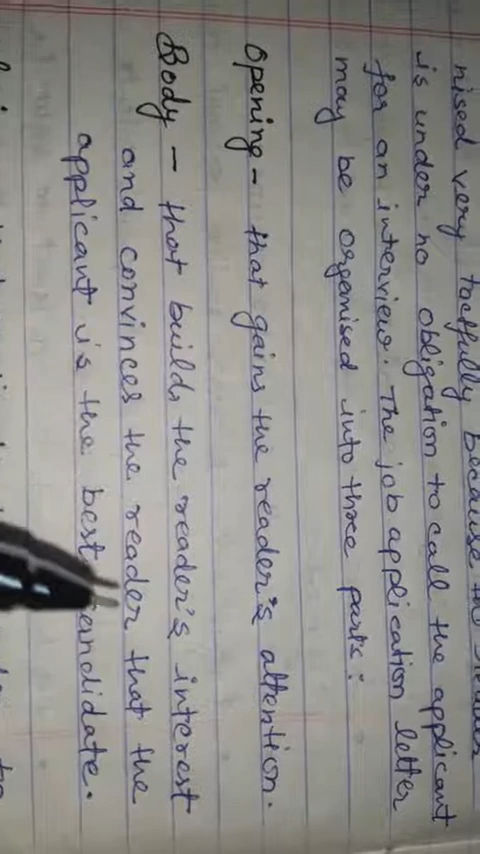 nised very tactfully because the
is under no obligation to call the applicant
for an interview. The job application letter
may be organised into three parts:
Opening - that gains the reader's attention.
Body - that builds the reader's interest
and convinces the reader that the
applicant is the best candidate.